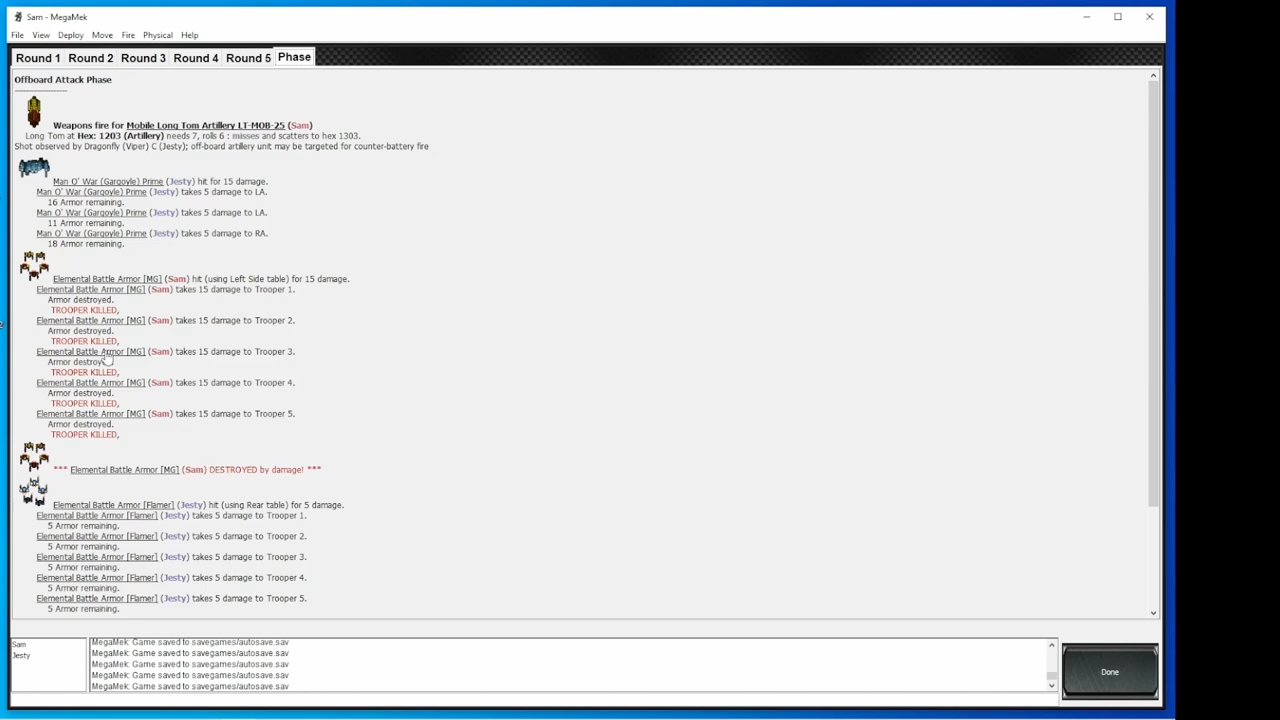 Sam - MegaMek
File View Deploy Move Fire Physical Help
Round 1 Round 2 Round 3 Round 4 Round 5 Phase
Offboard Attack Phase
--------------------
Weapons fire for Mobile Long Tom Artillery LT-MOB-25 (Sam)
Long Tom at Hex: 1203 (Artillery) needs 7, rolls 6 : misses and scatters to hex 1303.
Shot observed by Dragonfly (Viper) C (Jesty); off-board artillery unit may be targeted for counter-battery fire
Man O' War (Gargoyle) Prime (Jesty) hit for 15 damage.
Man O' War (Gargoyle) Prime (Jesty) takes 5 damage to LA.
16 Armor remaining.
Man O' War (Gargoyle) Prime (Jesty) takes 5 damage to LA.
11 Armor remaining.
Man O' War (Gargoyle) Prime (Jesty) takes 5 damage to RA.
18 Armor remaining.
Elemental Battle Armor [MG] (Sam) hit (using Left Side table) for 15 damage.
Elemental Battle Armor [MG] (Sam) takes 15 damage to Trooper 1.
Armor destroyed.
TROOPER KILLED,
Elemental Battle Armor [MG] (Sam) takes 15 damage to Trooper 2.
Armor destroyed.
TROOPER KILLED,
Elemental Battle Armor [MG] (Sam) takes 15 damage to Trooper 3.
Armor destroyed.
TROOPER KILLED,
Elemental Battle Armor [MG] (Sam) takes 15 damage to Trooper 4.
Armor destroyed.
TROOPER KILLED,
Elemental Battle Armor [MG] (Sam) takes 15 damage to Trooper 5.
Armor destroyed.
TROOPER KILLED,
*** Elemental Battle Armor [MG] (Sam) DESTROYED by damage! ***
Elemental Battle Armor [Flamer] (Jesty) hit (using Rear table) for 5 damage.
Elemental Battle Armor [Flamer] (Jesty) takes 5 damage to Trooper 1.
5 Armor remaining.
Elemental Battle Armor [Flamer] (Jesty) takes 5 damage to Trooper 2.
5 Armor remaining.
Elemental Battle Armor [Flamer] (Jesty) takes 5 damage to Trooper 3.
5 Armor remaining.
Elemental Battle Armor [Flamer] (Jesty) takes 5 damage to Trooper 4.
5 Armor remaining.
Elemental Battle Armor [Flamer] (Jesty) takes 5 damage to Trooper 5.
5 Armor remaining.
Sam
Jesty
MegaMek: Game saved to savegames/autosave.sav
MegaMek: Game saved to savegames/autosave.sav
MegaMek: Game saved to savegames/autosave.sav
MegaMek: Game saved to savegames/autosave.sav
MegaMek: Game saved to savegames/autosave.sav
Done